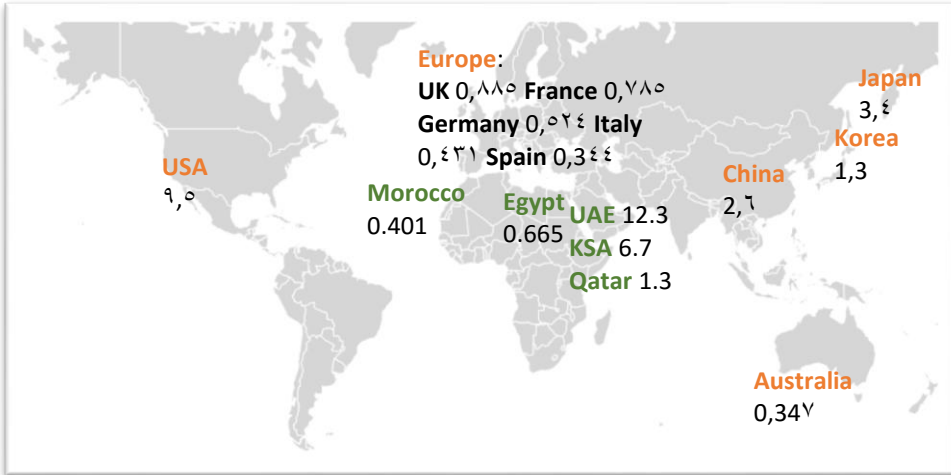 Europe:
UK 0,٨٨٥ France 0,٧٨٥
Germany 0,٥٢٤ Italy
0,٤٣١ Spain 0,3٤٤
Japan
3,٤
Korea
1,3
USA
٩,٥
China
2,٦
Morocco
0.401
Egypt
0.665
UAE 12.3
KSA 6.7
Qatar 1.3
Australia
0,34٧